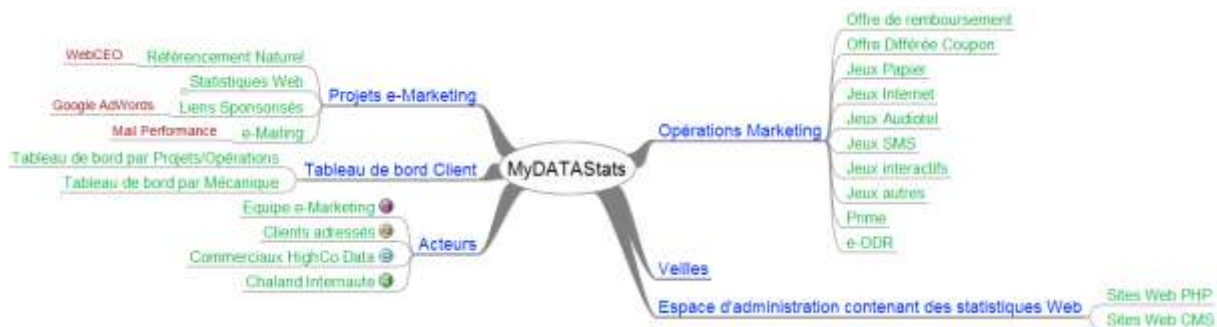 MyDATAStats
Projets e-Marketing
Référencement Naturel
WebCEO
Statistiques Web
Liens Sponsorisés
Google AdWords
e-Mailing
Mail Performance
Tableau de bord Client
Tableau de bord par Projets/Opérations
Tableau de bord par Mécanique
Acteurs
Equipe e-Marketing
Clients adressés
Commerciaux HighCo Data
Chaland Internaute
Opérations Marketing
Offre de remboursement
Offre Différée Coupon
Jeux Papier
Jeux Internet
Jeux Audiotel
Jeux SMS
Jeux interactifs
Jeux autres
Prime
e-ODR
Veilles
Espace d'administration contenant des statistiques Web
Sites Web PHP
Sites Web CMS